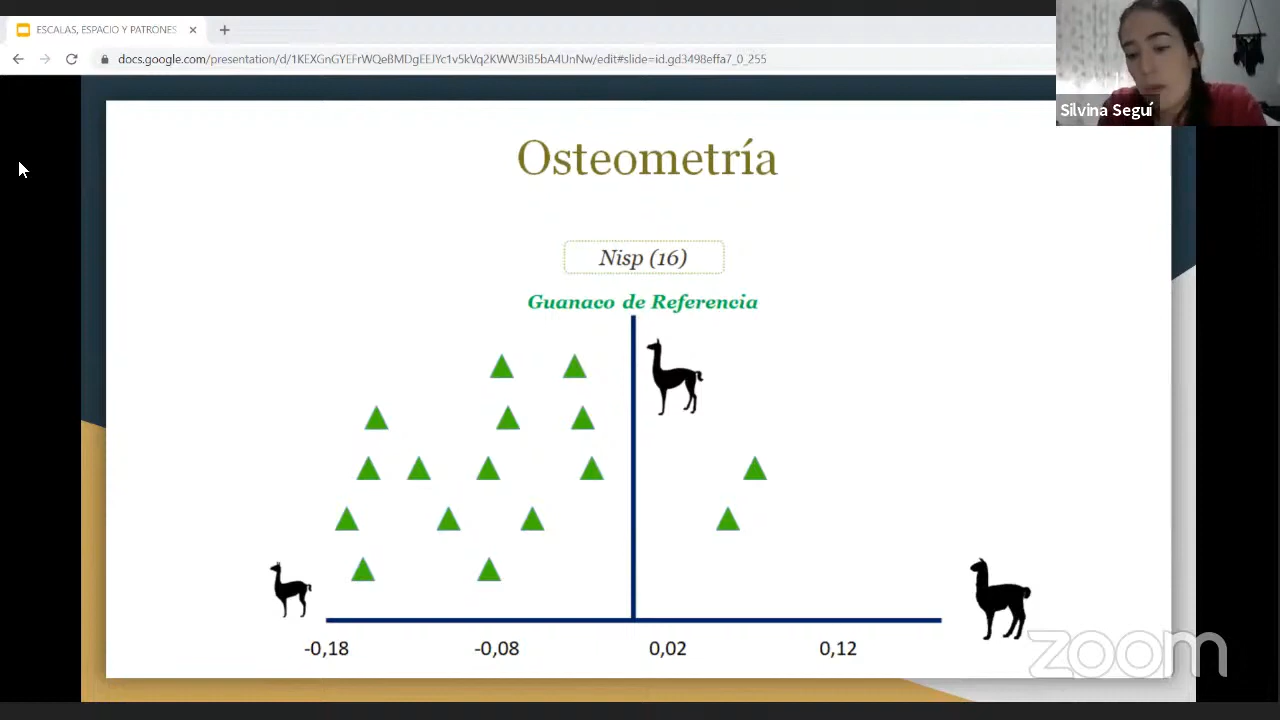 ESCALAS, ESPACIO Y PATRONES
docs.google.com/presentation/d/1KEXGnGYEFrWQeBMDgEEJYc1v5kVq2KWW3iB5bA4UnNw/edit#slide=id.gd3498effa7_0_255
Silvina Seguí
Osteometría
Nisp (16)
Guanaco de Referencia
-0,18 -0,08 0,02 0,12
zoom